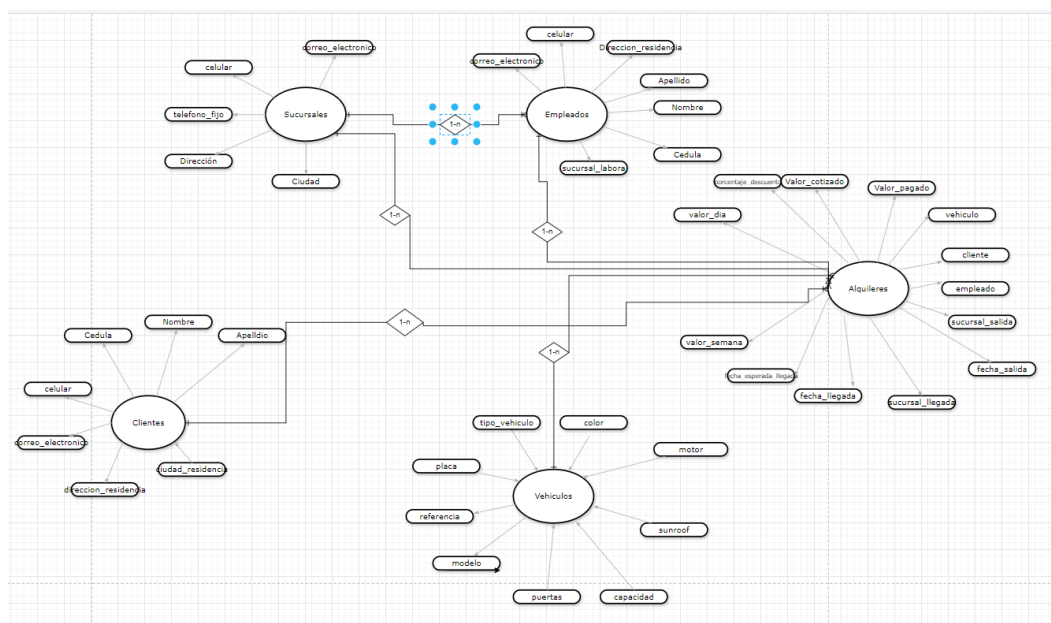 correo_electronico
celular
telefono_fijo
Sucursales
Dirección
Ciudad
1-n
celular
Direccion_residencia
correo_electronico
Apellido
Nombre
Empleados
Cedula
sucursal_labora
1-n
1-n
porcentaje_descuento
Valor_cotizado
Valor_pagado
valor_dia
vehiculo
cliente
Alquileres
empleado
sucursal_salida
valor_semana
fecha_salida
fecha_esperada_llegada
fecha_llegada
sucursal_llegada
1-n
1-n
Cedula
Nombre
Apelldio
celular
Clientes
correo_electronico
ciudad_residencia
direccion_residencia
tipo_vehiculo
color
placa
motor
Vehiculos
referencia
sunroof
modelo
puertas
capacidad